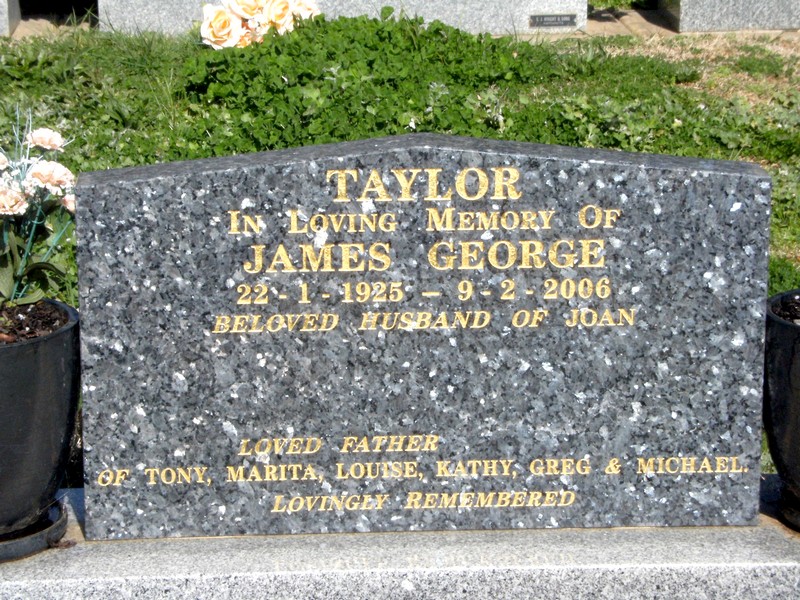 TAYLOR
IN LOVING MEMORY OF
JAMES GEORGE
22 - 1 - 1925 – 9 - 2 - 2006
BELOVED HUSBAND OF JOAN
LOVED FATHER
OF TONY, MARITA, LOUISE, KATHY, GREG & MICHAEL.
LOVINGLY REMEMBERED